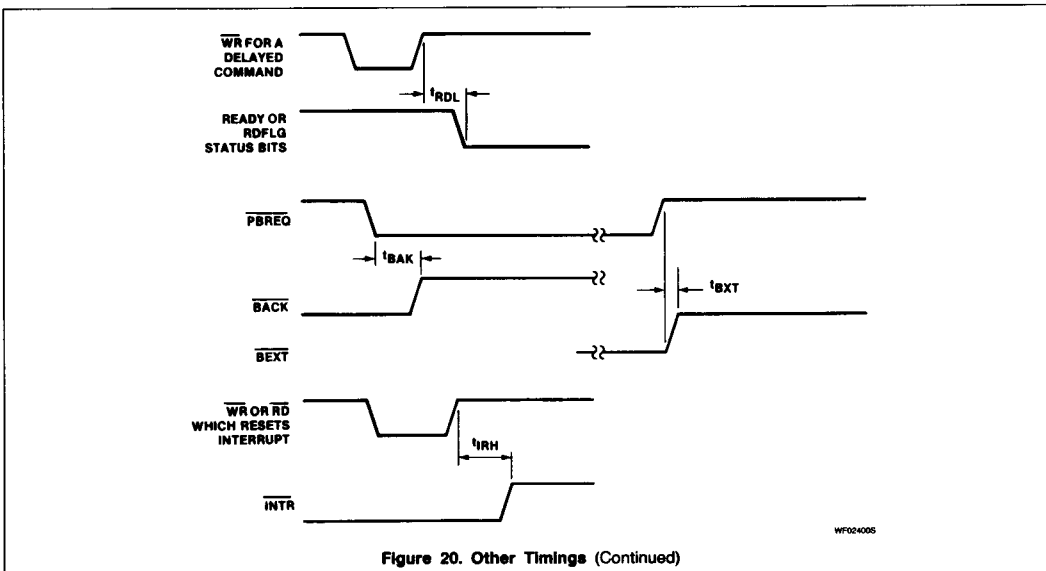 WR FOR A
DELAYED
COMMAND
tRDL
READY OR
RDFLG
STATUS BITS
PBREQ
tBAK
tBXT
BACK
BEXT
WR OR RD
WHICH RESETS
INTERRUPT
tIRH
INTR
WF02400S
Figure 20. Other Timings (Continued)